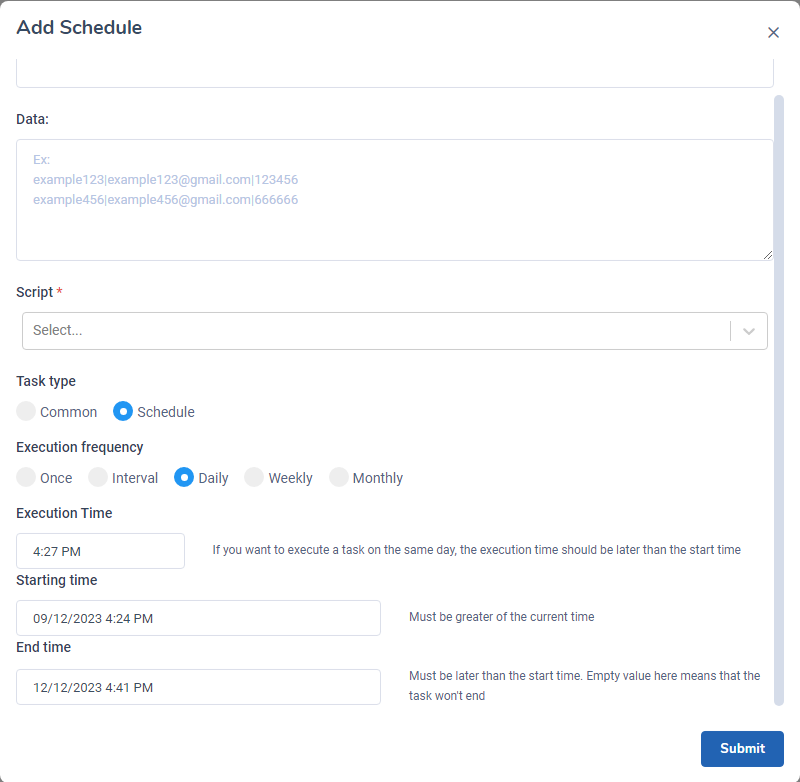 Add Schedule
Data:
Ex:
example123|example123@gmail.com|123456
example456|example456@gmail.com|666666
Script *
Select...
Task type
Common Schedule
Execution frequency
Once Interval Daily Weekly Monthly
Execution Time
4:27 PM
If you want to execute a task on the same day, the execution time should be later than the start time
Starting time
09/12/2023 4:24 PM
Must be greater of the current time
End time
12/12/2023 4:41 PM
Must be later than the start time. Empty value here means that the
task won't end
Submit